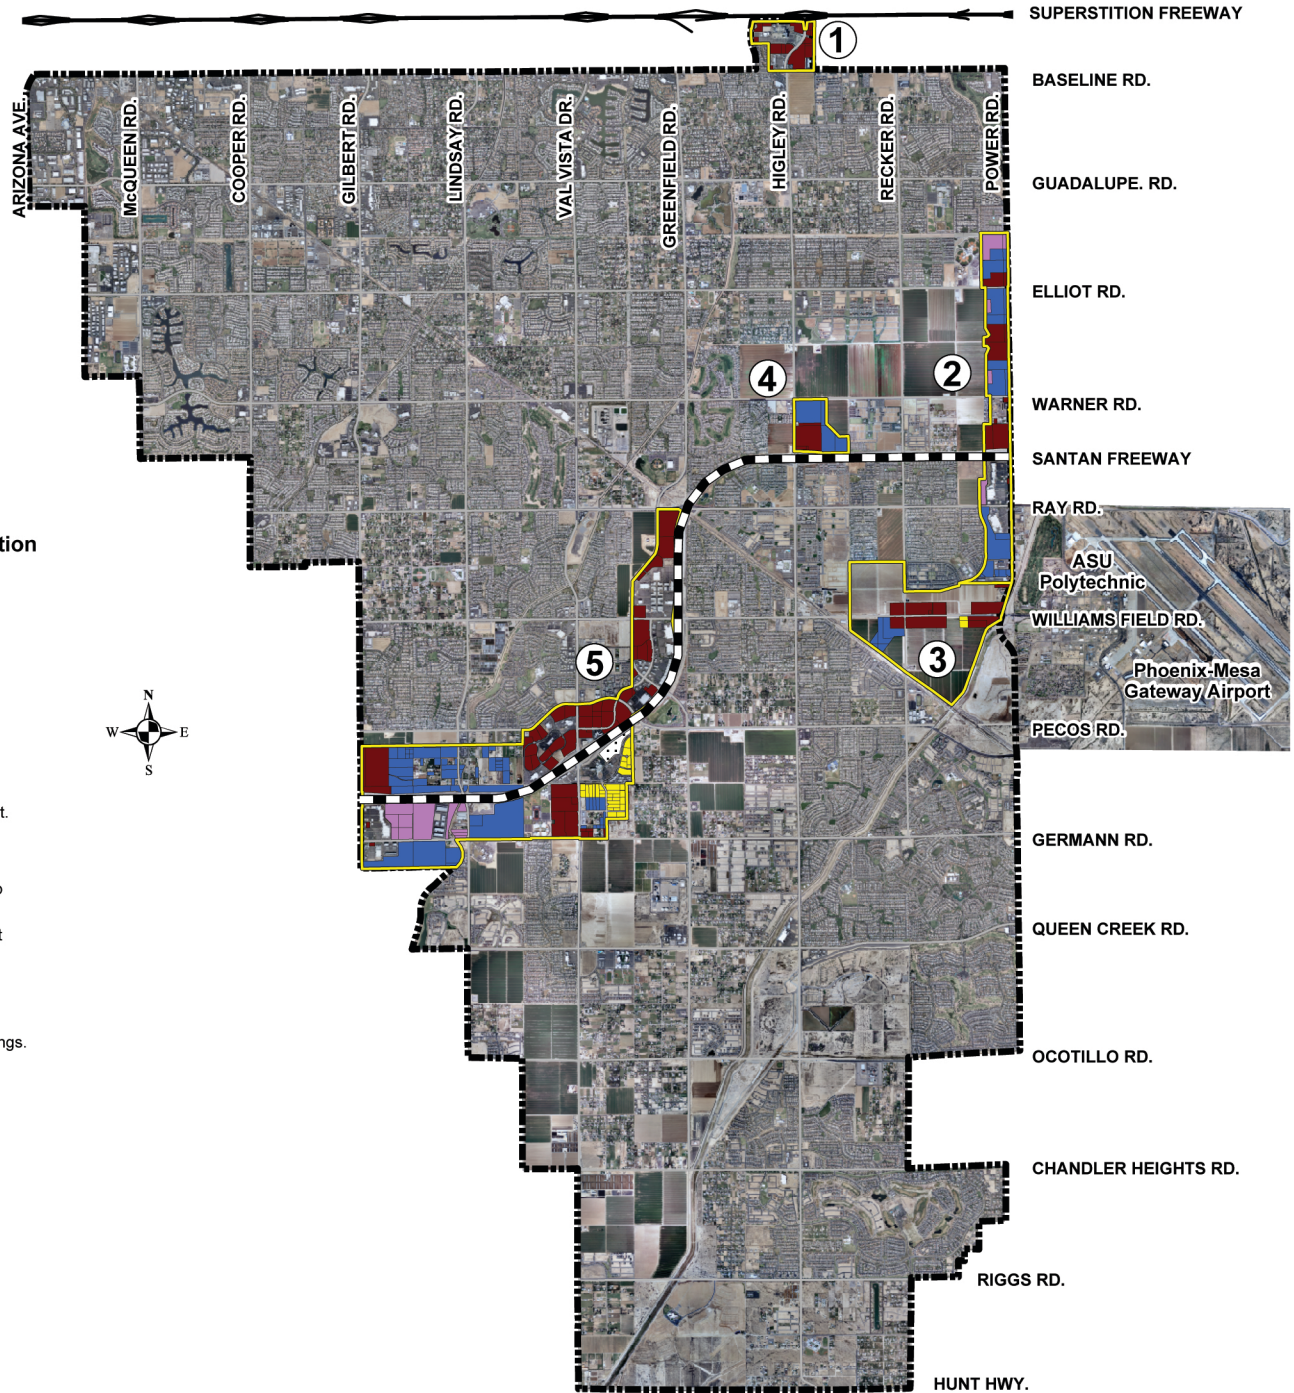 SUPERSTITION FREEWAY
1
BASELINE RD.
ARIZONA AVE.
McQUEEN RD.
COOPER RD.
GILBERT RD.
LINDSAY RD.
VAL VISTA DR.
GREENFIELD RD.
HIGLEY RD.
RECKER RD.
POWER RD.
GUADALUPE. RD.
ELLIOT RD.
4
2
WARNER RD.
SANTAN FREEWAY
RAY RD.
tion
ASU
Polytechnic
WILLIAMS FIELD RD.
5
3
Phoenix-Mesa
Gateway Airport
N
W
E
S
PECOS RD.
t.
GERMANN RD.
QUEEN CREEK RD.
t
ngs.
OCOTILLO RD.
CHANDLER HEIGHTS RD.
RIGGS RD.
HUNT HWY.